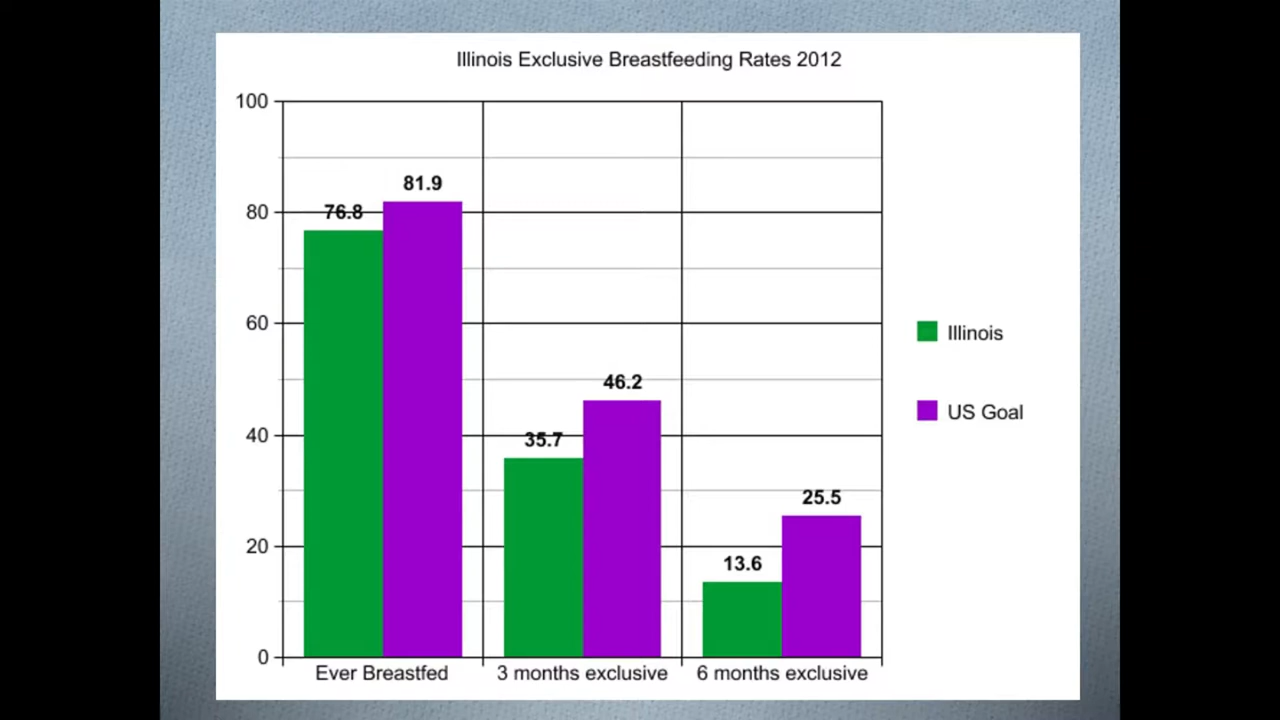 Illinois Exclusive Breastfeeding Rates 2012
100
80
60
40
20
0
76.8
81.9
35.7
46.2
13.6
25.5
Ever Breastfed
3 months exclusive
6 months exclusive
Illinois
US Goal